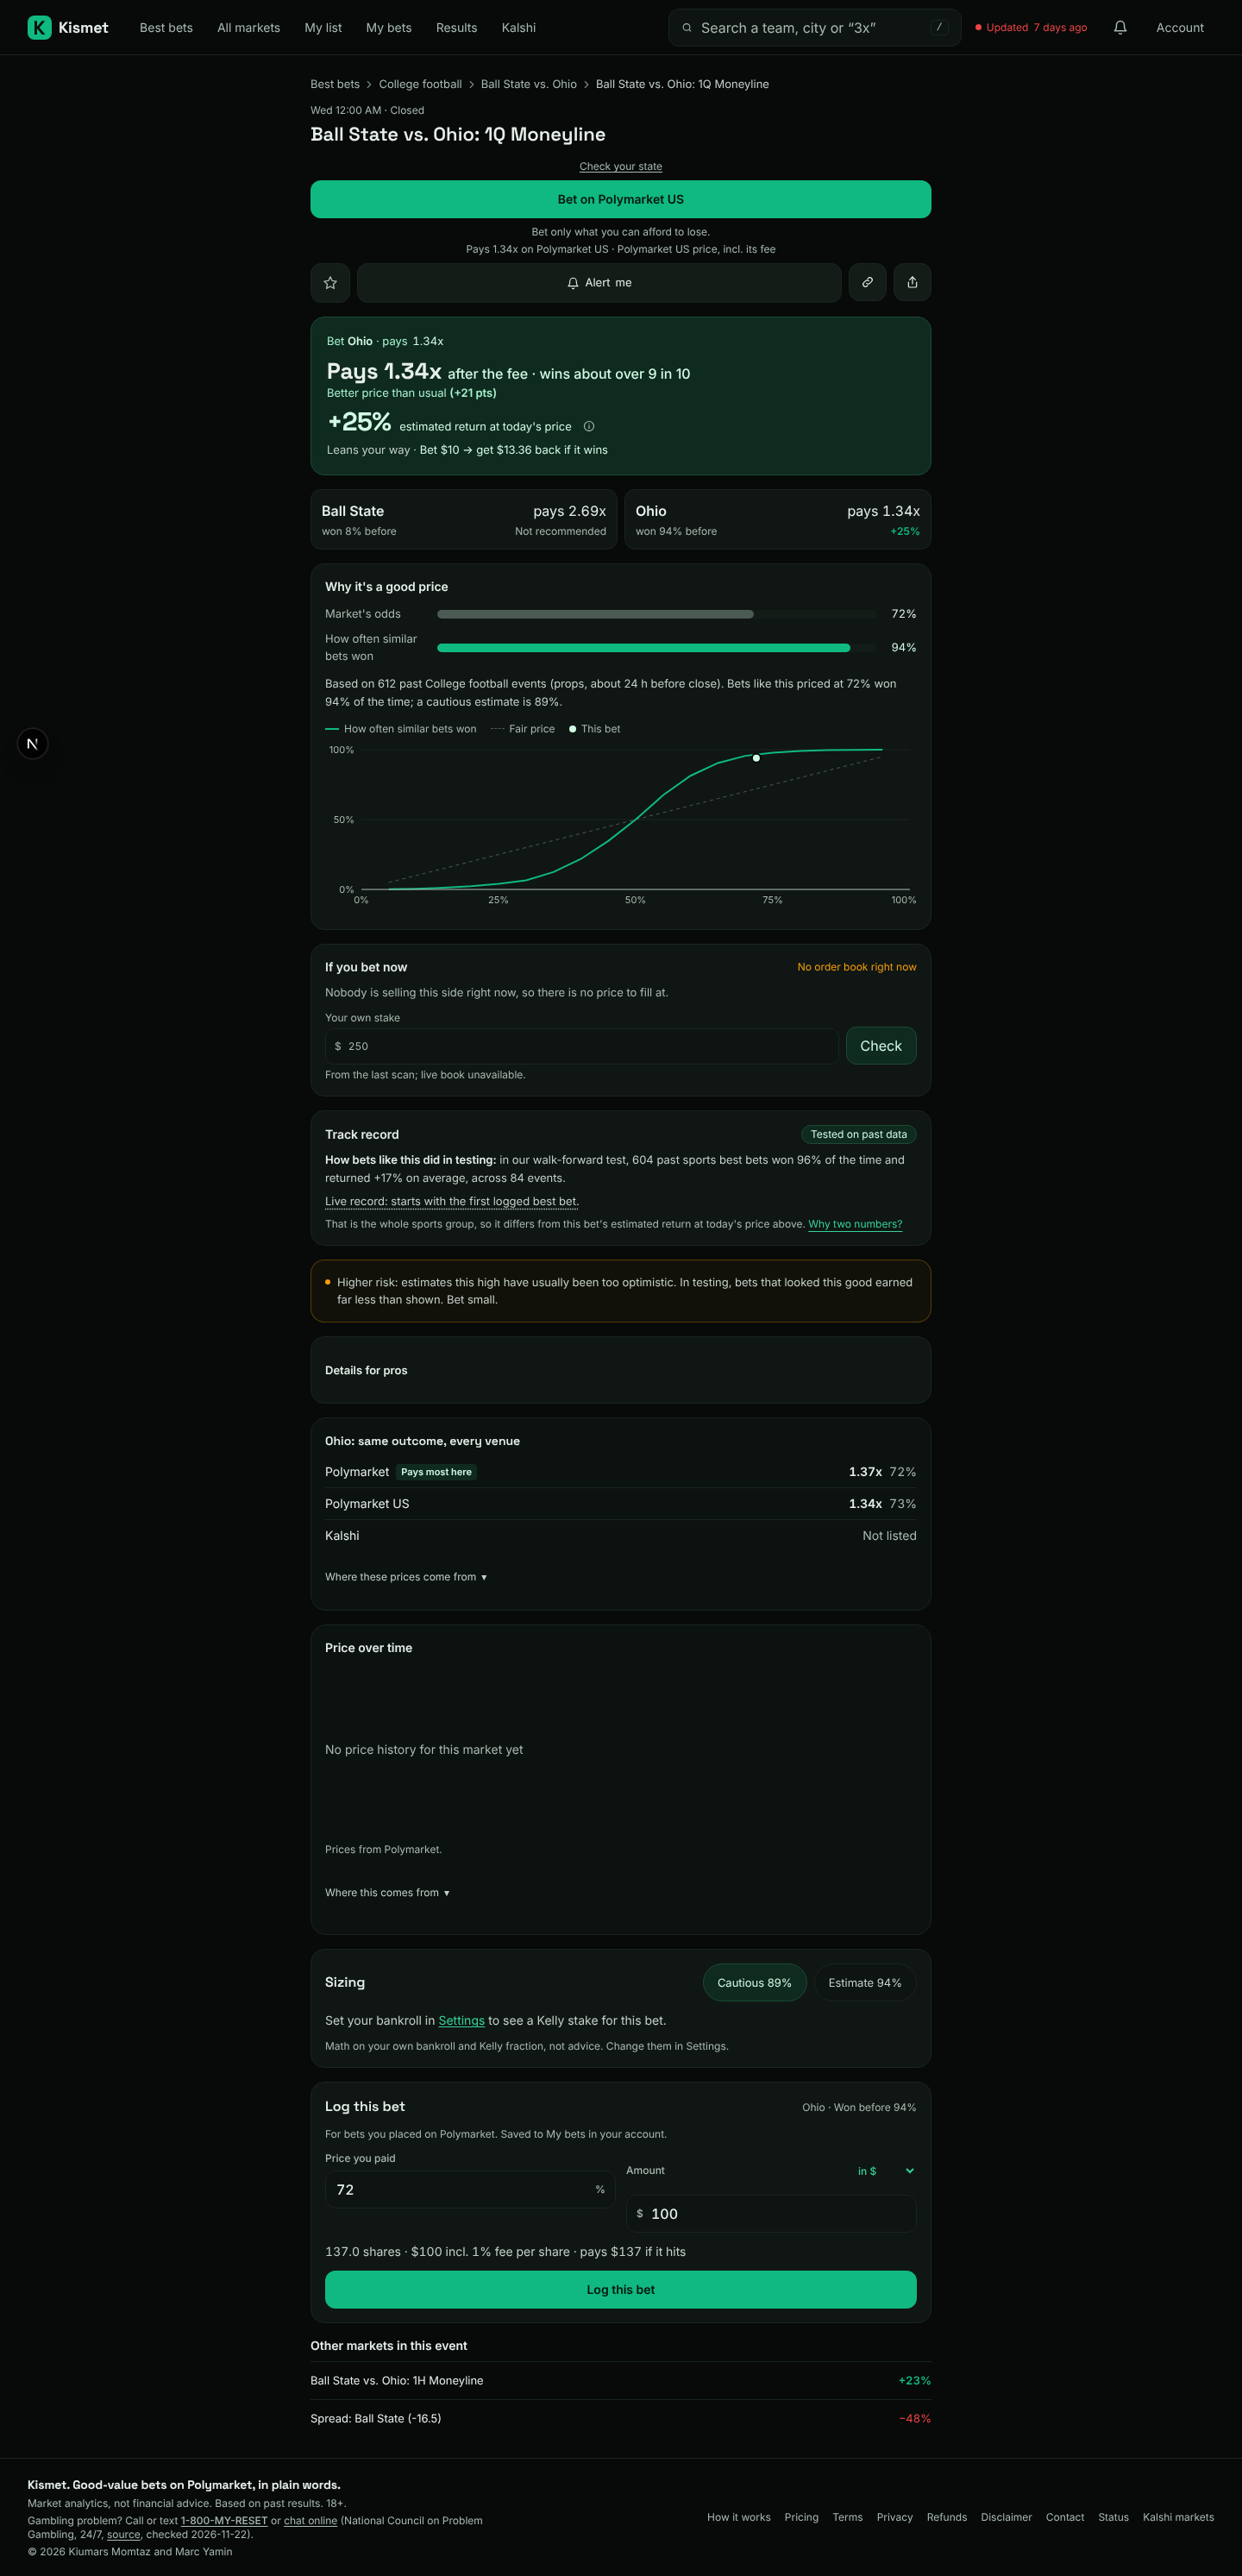 Kismet
Best bets
All markets
My list
My bets
Results
Kalshi
Search a team, city or “3x”
/
Updated 7 days ago
Account
Best bets > College football > Ball State vs. Ohio > Ball State vs. Ohio: 1Q Moneyline
Wed 12:00 AM · Closed
Ball State vs. Ohio: 1Q Moneyline
Check your state
Bet on Polymarket US
Bet only what you can afford to lose.
Pays 1.34x on Polymarket US · Polymarket US price, incl. its fee
Alert me
Bet Ohio · pays 1.34x
Pays 1.34x after the fee · wins about over 9 in 10
Better price than usual (+21 pts)
+25% estimated return at today's price
Leans your way · Bet $10 → get $13.36 back if it wins
Ball State pays 2.69x
won 8% before Not recommended
Ohio pays 1.34x
won 94% before +25%
Why it's a good price
Market's odds 72%
How often similar
bets won
94%
Based on 612 past College football events (props, about 24 h before close). Bets like this priced at 72% won
94% of the time; a cautious estimate is 89%.
How often similar bets won Fair price This bet
100%
50%
0%
0% 25% 50% 75% 100%
If you bet now No order book right now
Nobody is selling this side right now, so there is no price to fill at.
Your own stake
$ 250
Check
From the last scan; live book unavailable.
Track record Tested on past data
How bets like this did in testing: in our walk-forward test, 604 past sports best bets won 96% of the time and
returned +17% on average, across 84 events.
Live record: starts with the first logged best bet.
That is the whole sports group, so it differs from this bet's estimated return at today's price above. Why two numbers?
Higher risk: estimates this high have usually been too optimistic. In testing, bets that looked this good earned
far less than shown. Bet small.
Details for pros
Ohio: same outcome, every venue
Polymarket Pays most here 1.37x 72%
Polymarket US 1.34x 73%
Kalshi Not listed
Where these prices come from ▾
Price over time
No price history for this market yet
Prices from Polymarket.
Where this comes from ▾
Sizing Cautious 89% Estimate 94%
Set your bankroll in Settings to see a Kelly stake for this bet.
Math on your own bankroll and Kelly fraction, not advice. Change them in Settings.
Log this bet Ohio · Won before 94%
For bets you placed on Polymarket. Saved to My bets in your account.
Price you paid
72 %
Amount in $
$ 100
137.0 shares · $100 incl. 1% fee per share · pays $137 if it hits
Log this bet
Other markets in this event
Ball State vs. Ohio: 1H Moneyline +23%
Spread: Ball State (-16.5) −48%
Kismet. Good-value bets on Polymarket, in plain words.
Market analytics, not financial advice. Based on past results. 18+.
Gambling problem? Call or text 1-800-MY-RESET or chat online (National Council on Problem
Gambling, 24/7, source, checked 2026-11-22).
© 2026 Kiumars Momtaz and Marc Yamin
How it works Pricing Terms Privacy Refunds Disclaimer Contact Status Kalshi markets